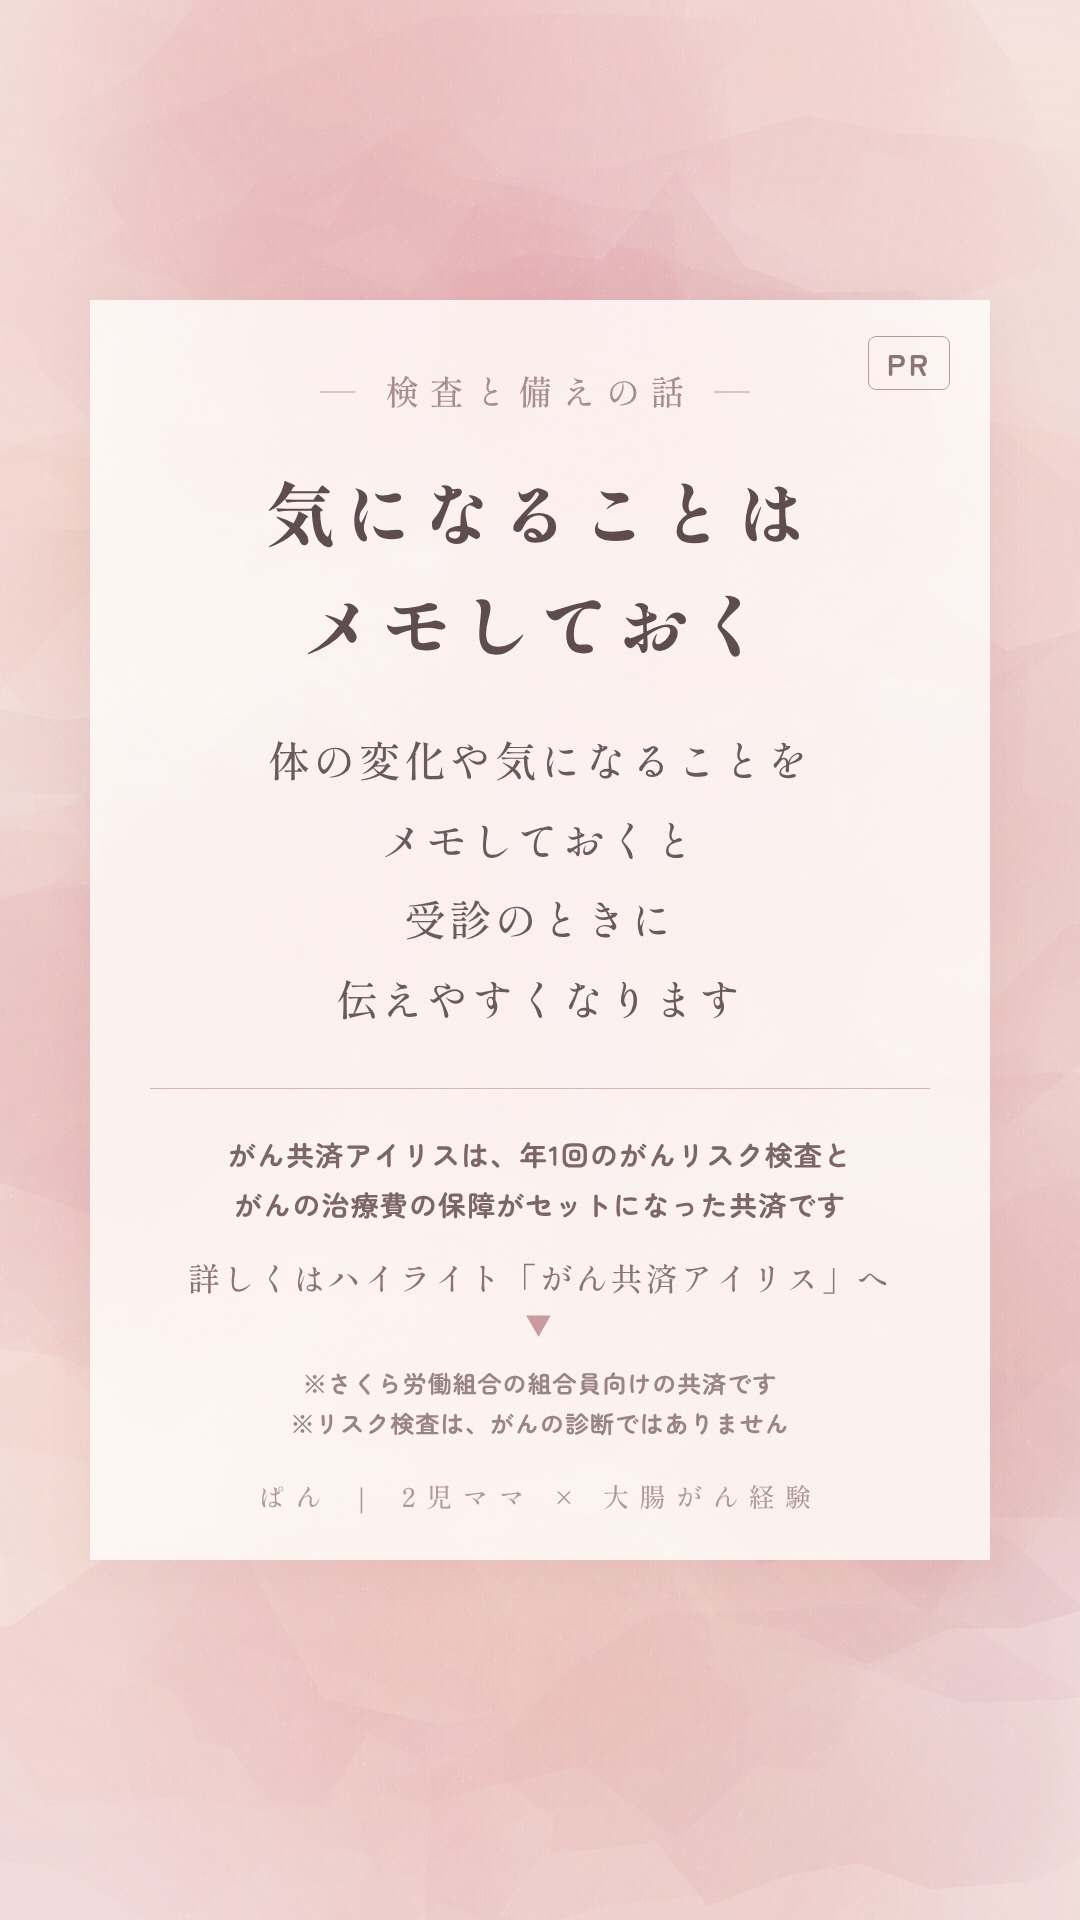 PR
— 検査と備えの話 —
気になることは
メモしておく
体の変化や気になることを
メモしておくと
受診のときに
伝えやすくなります
がん共済アイリスは、年1回のがんリスク検査と
がんの治療費の保障がセットになった共済です
詳しくはハイライト「がん共済アイリス」へ
▼
※さくら労働組合の組合員向けの共済です
※リスク検査は、がんの診断ではありません
ぱん | 2児ママ × 大腸がん経験